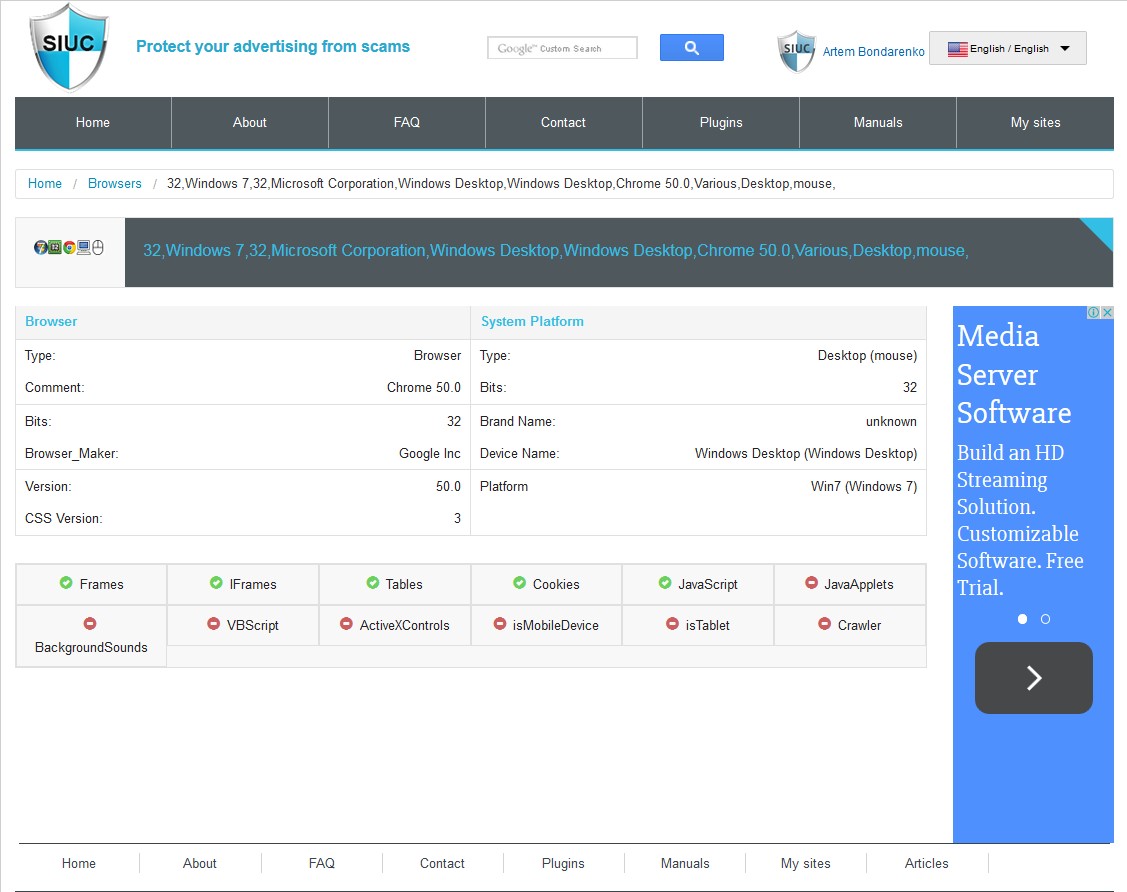 SIUC
Protect your advertising from scams
Google™ Custom Search
SIUC
Artem Bondarenko
English / English
Home
About
FAQ
Contact
Plugins
Manuals
My sites
Home / Browsers / 32,Windows 7,32,Microsoft Corporation,Windows Desktop,Windows Desktop,Chrome 50.0,Various,Desktop,mouse,
32,Windows 7,32,Microsoft Corporation,Windows Desktop,Windows Desktop,Chrome 50.0,Various,Desktop,mouse,
Browser
Type: Browser
Comment: Chrome 50.0
Bits: 32
Browser_Maker: Google Inc
Version: 50.0
CSS Version: 3
System Platform
Type: Desktop (mouse)
Bits: 32
Brand Name: unknown
Device Name: Windows Desktop (Windows Desktop)
Platform Win7 (Windows 7)
Frames
IFrames
Tables
Cookies
JavaScript
JavaApplets
BackgroundSounds
VBScript
ActiveXControls
isMobileDevice
isTablet
Crawler
Media
Server
Software
Build an HD
Streaming
Solution.
Customizable
Software. Free
Trial.
Home
About
FAQ
Contact
Plugins
Manuals
My sites
Articles